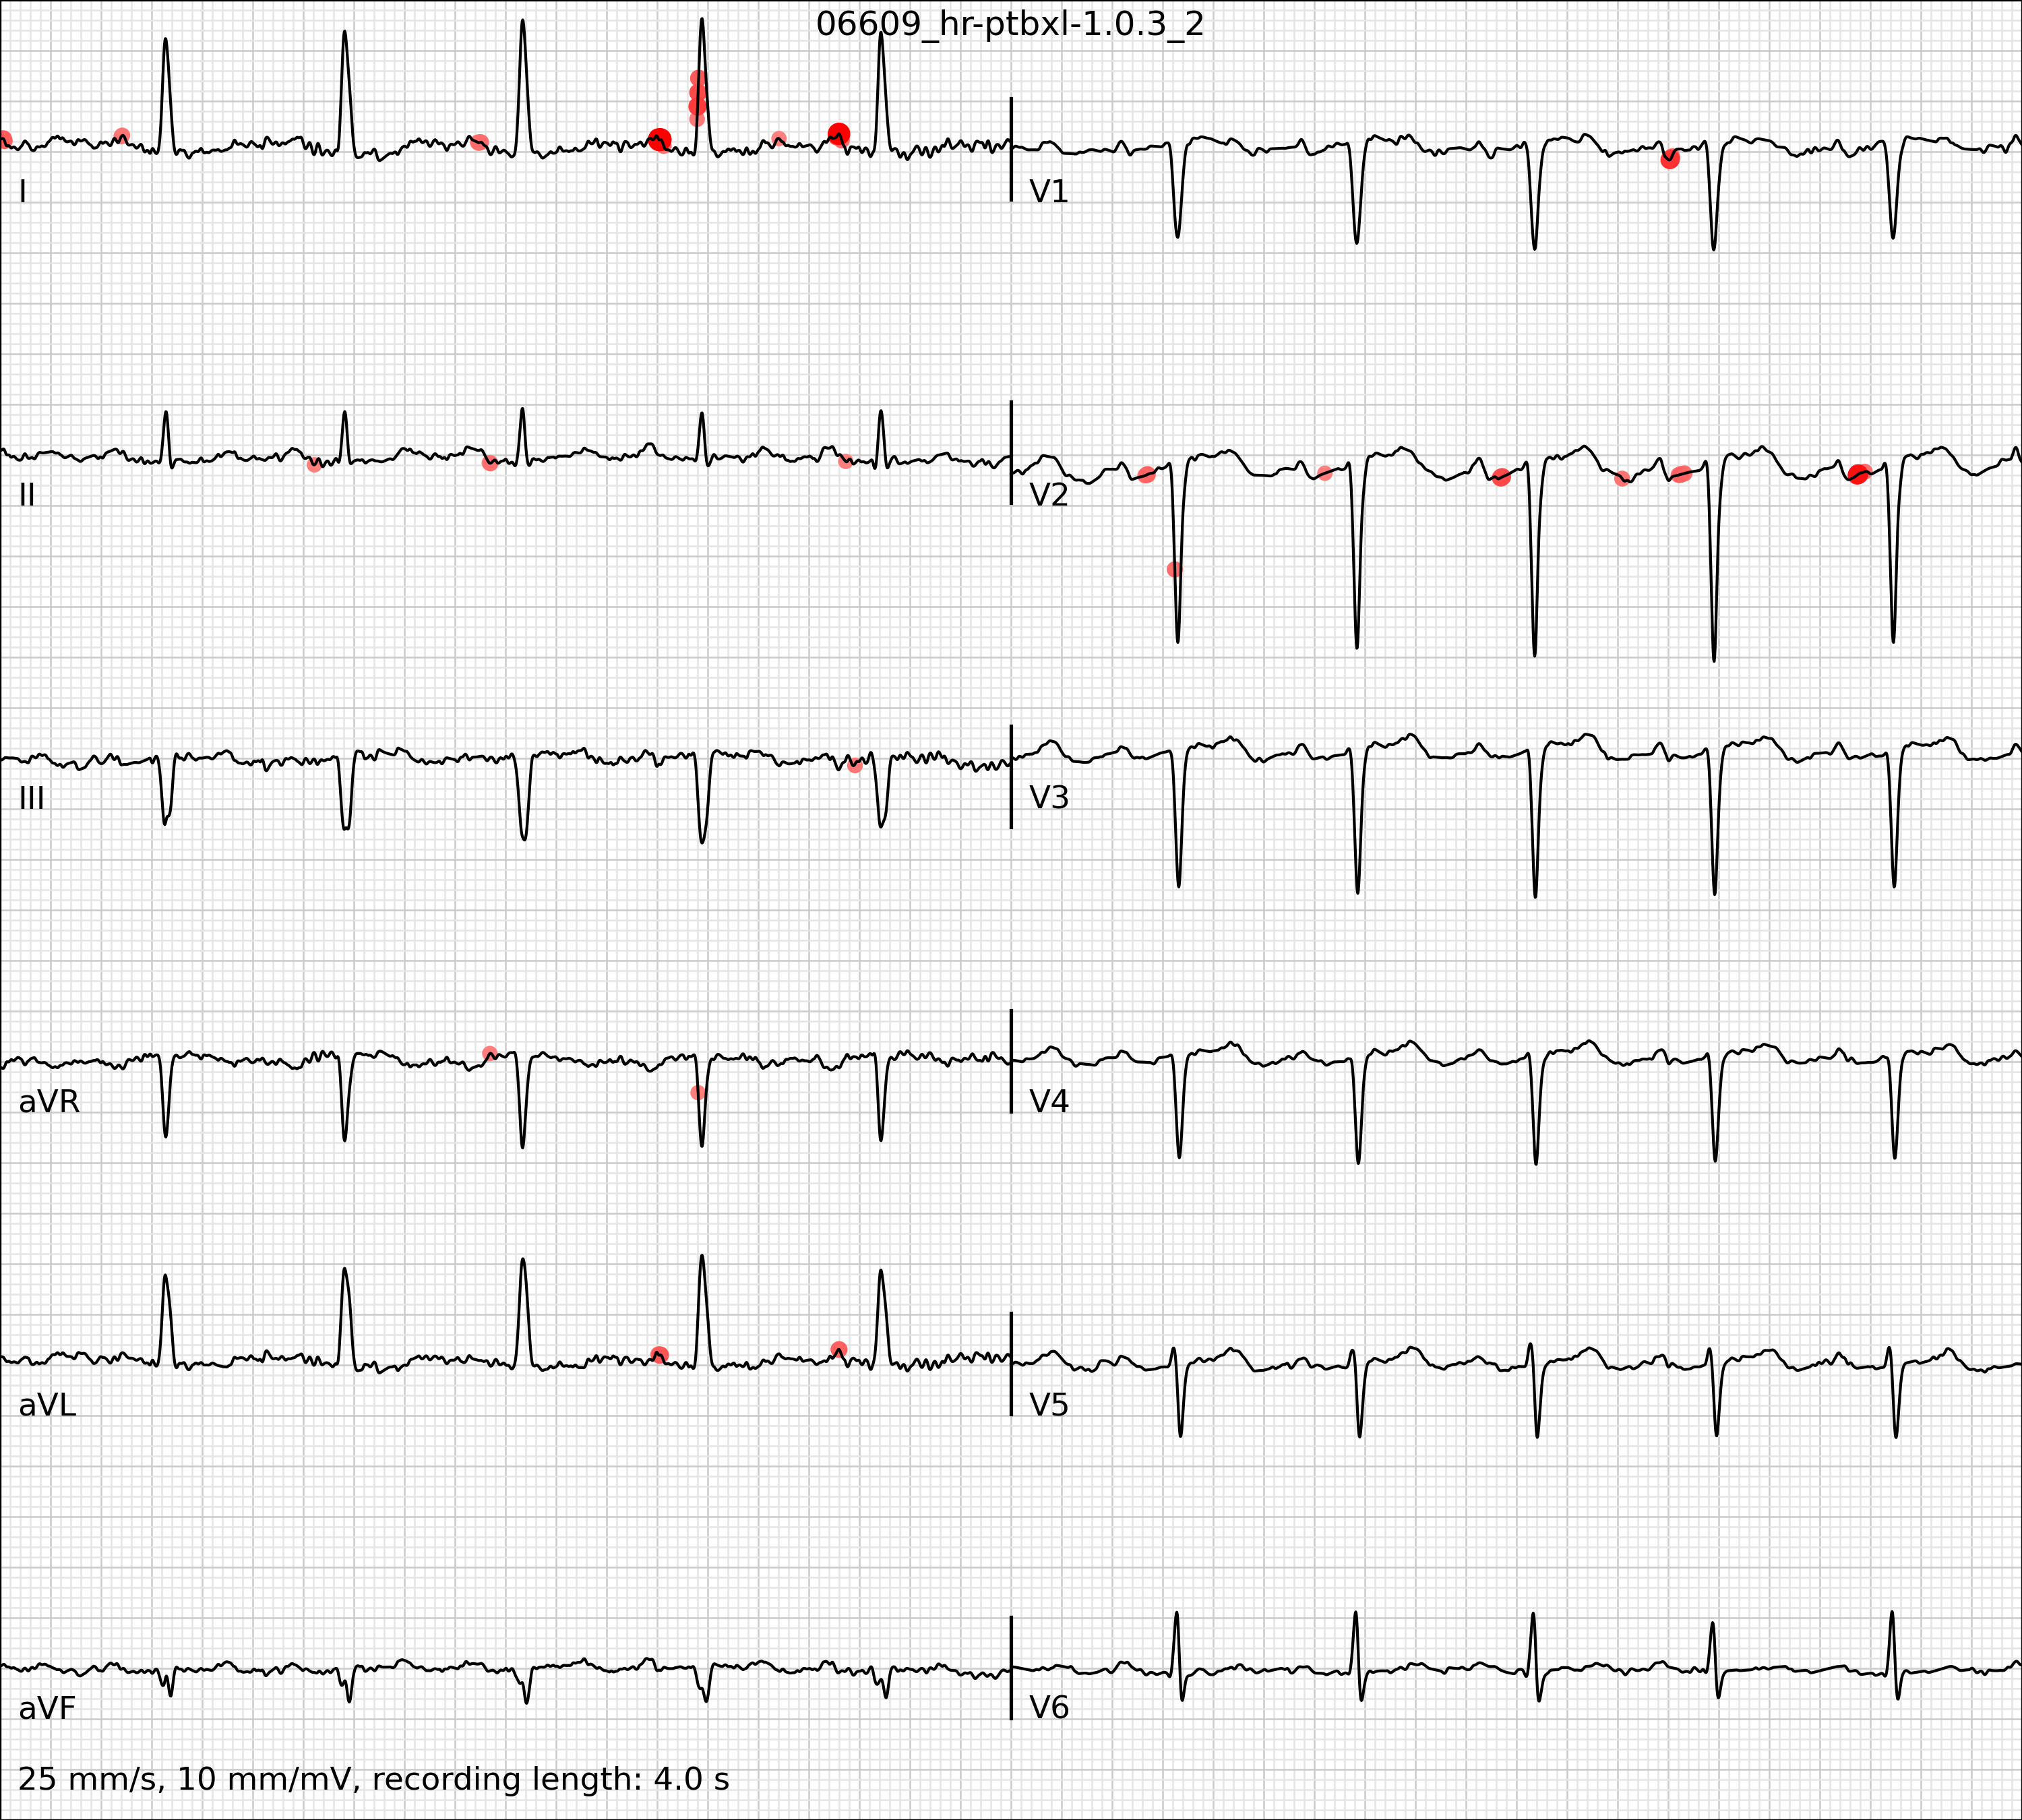 06609_hr-ptbxl-1.0.3_2
I
V1
II
V2
III
V3
aVR
V4
aVL
V5
aVF
V6
25 mm/s, 10 mm/mV, recording length: 4.0 s